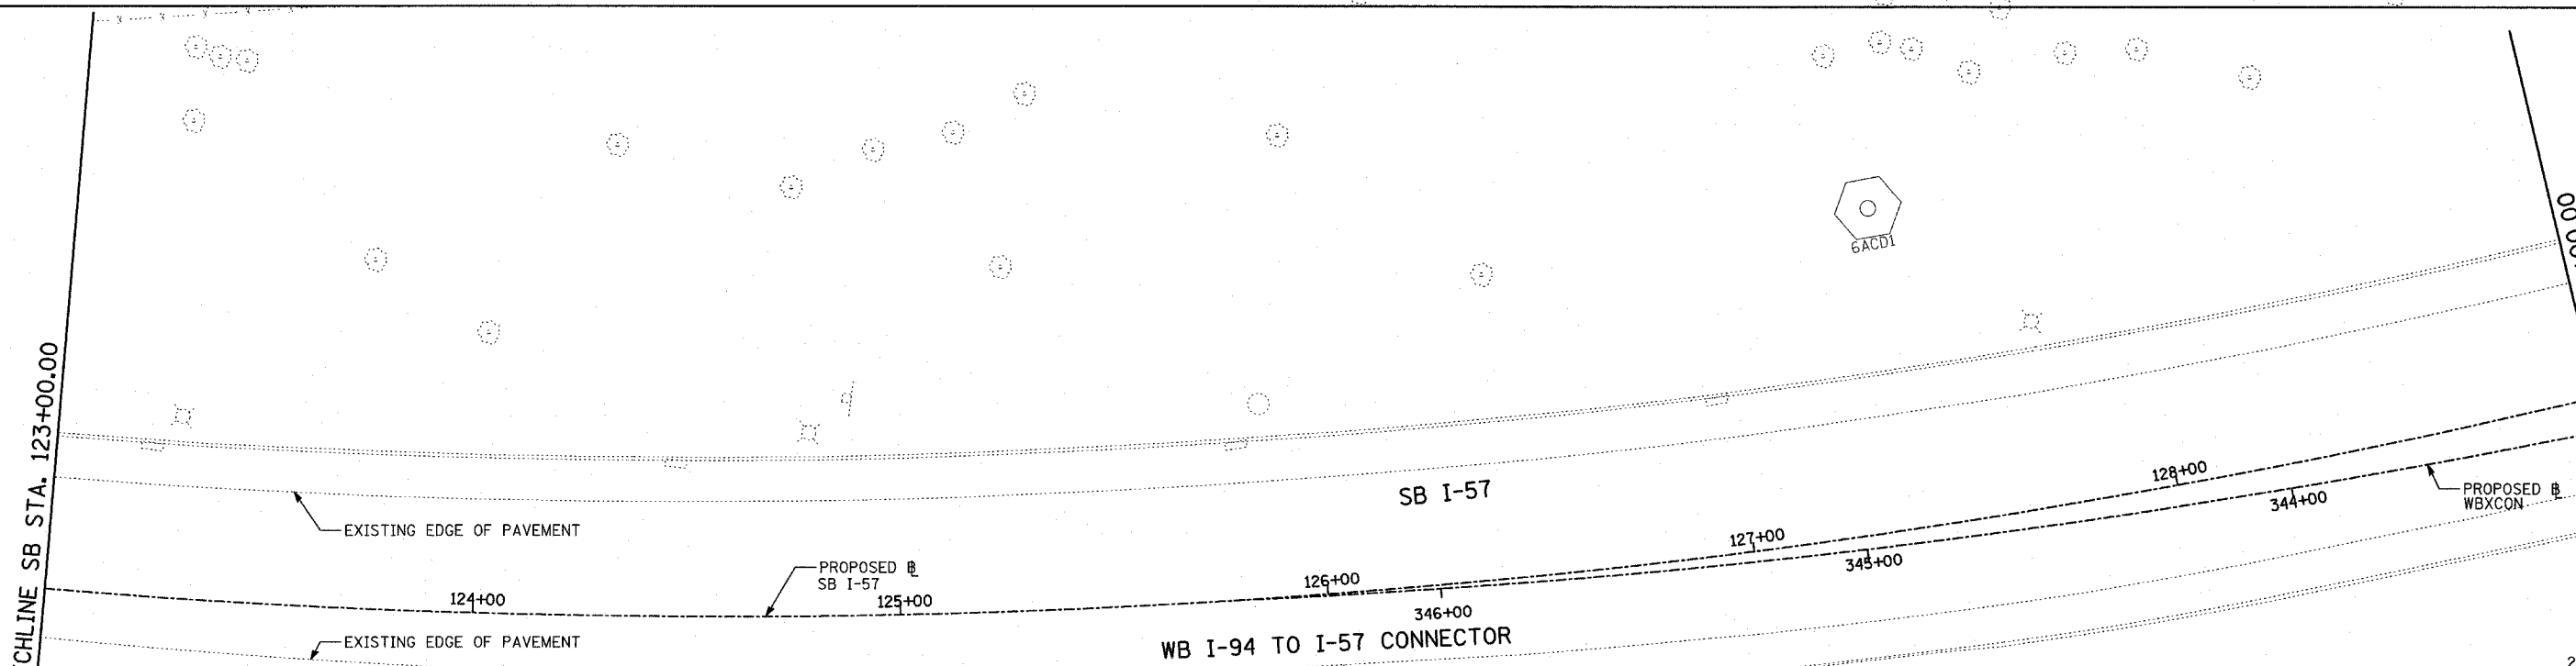 6ACD1
MATCHLINE SB STA. 123+00.00
00.00
SB I-57
EXISTING EDGE OF PAVEMENT
128+00
344+00
PROPOSED ⅊
WBXCON
127+00
345+00
PROPOSED ⅊
SB I-57
126+00
124+00
125+00
346+00
WB I-94 TO I-57 CONNECTOR
EXISTING EDGE OF PAVEMENT